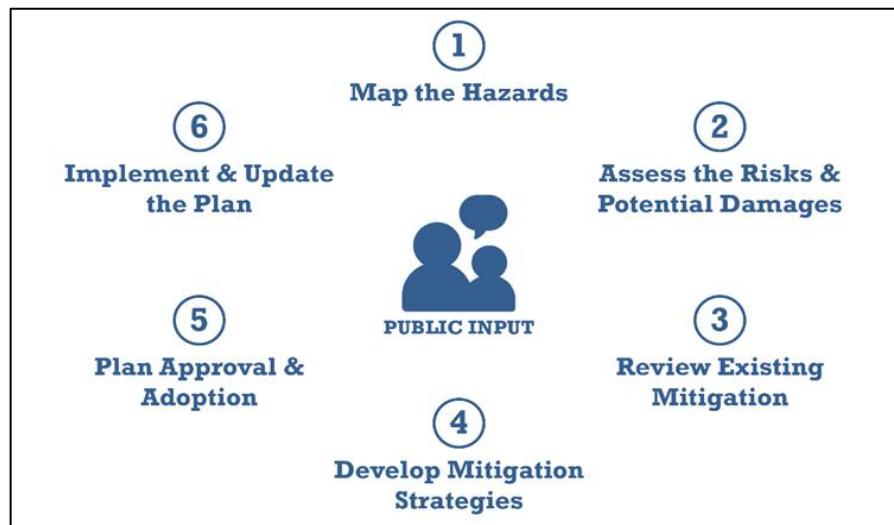 1
Map the Hazards
2
Assess the Risks &
Potential Damages
3
Review Existing
Mitigation
4
Develop Mitigation
Strategies
5
Plan Approval &
Adoption
6
Implement & Update
the Plan
PUBLIC INPUT